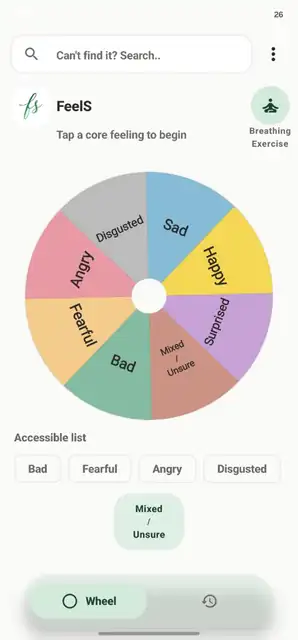 26
Can't find it? Search..
fs
FeelS
Tap a core feeling to begin
Breathing
Exercise
Disgusted
Sad
Angry
Happy
Fearful
Surprised
Bad
Mixed
/
Unsure
Accessible list
Bad
Fearful
Angry
Disgusted
Mixed
/
Unsure
Wheel